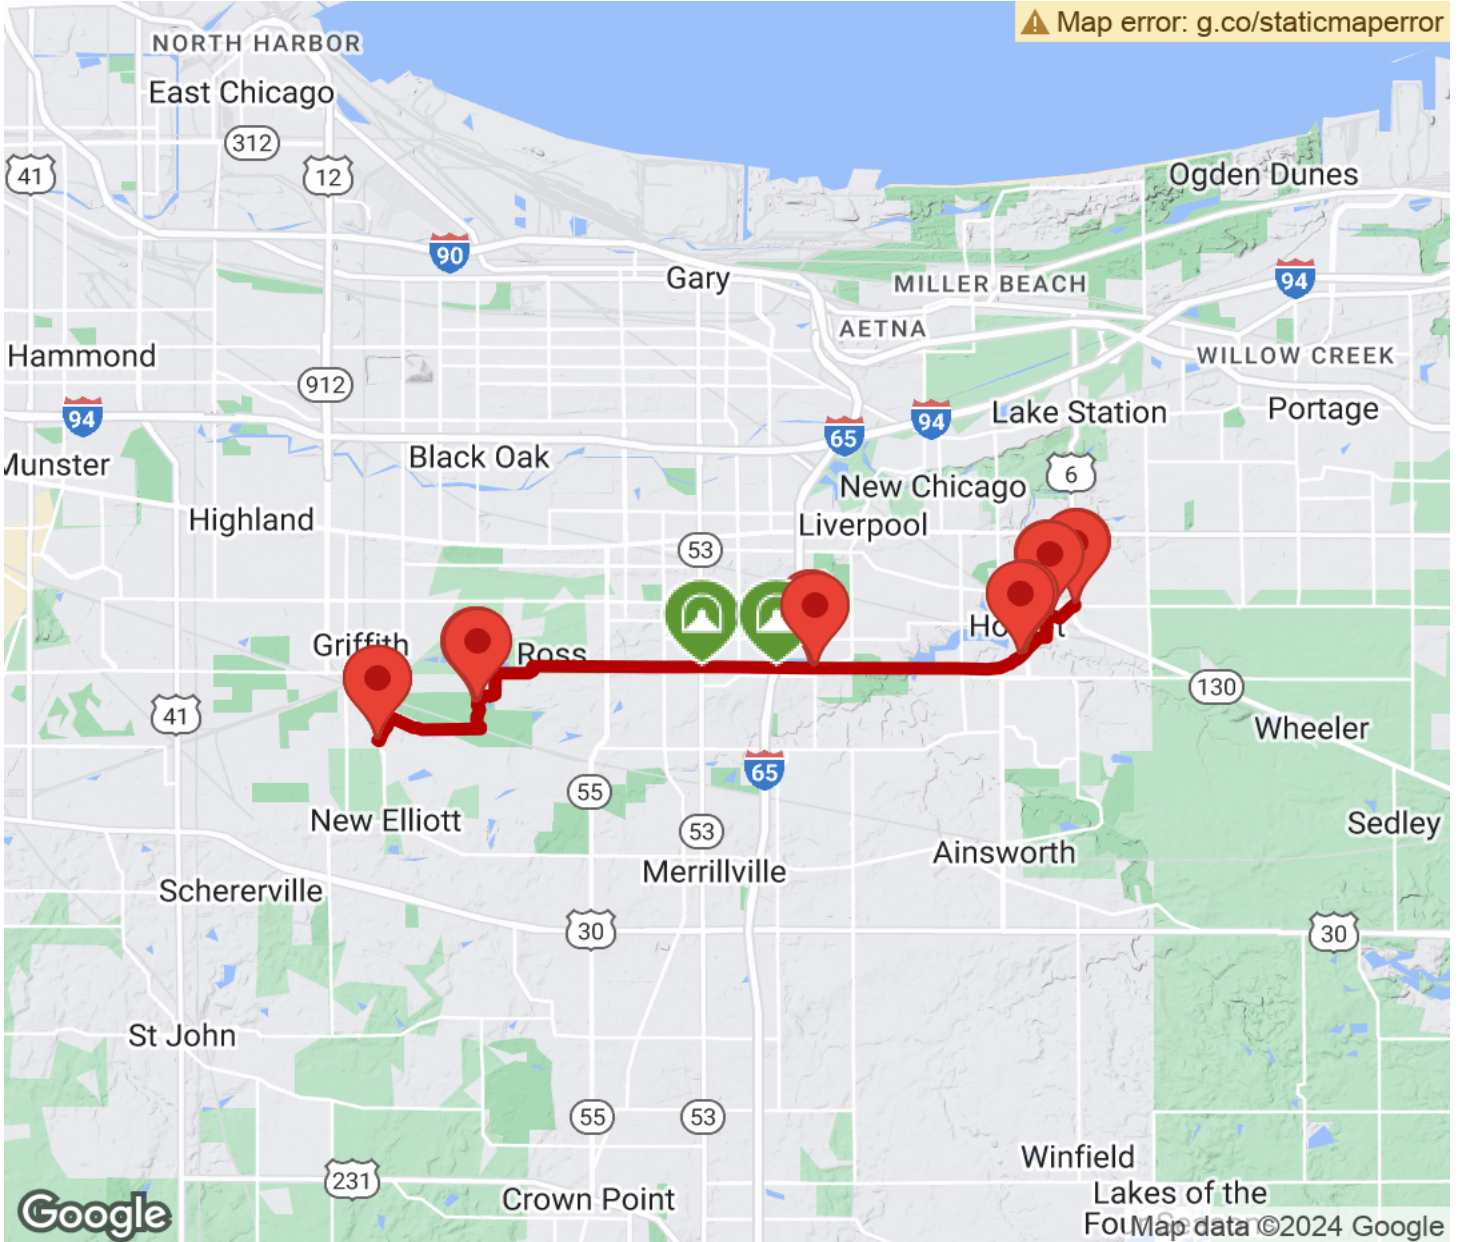 Map error: g.co/staticmaperror
NORTH HARBOR
East Chicago
312
41
12
Ogden Dunes
90
Gary
MILLER BEACH
94
AETNA
Hammond
WILLOW CREEK
912
94
94
Lake Station
Portage
65
Black Oak
Munster
6
New Chicago
Highland
Liverpool
53
Griffith
Ross
130
41
Wheeler
65
55
New Elliott
53
Sedley
Ainsworth
Merrillville
Schererville
30
30
St John
55
53
Winfield
231
Crown Point
Lakes of the
Google
Map data ©2024 Google